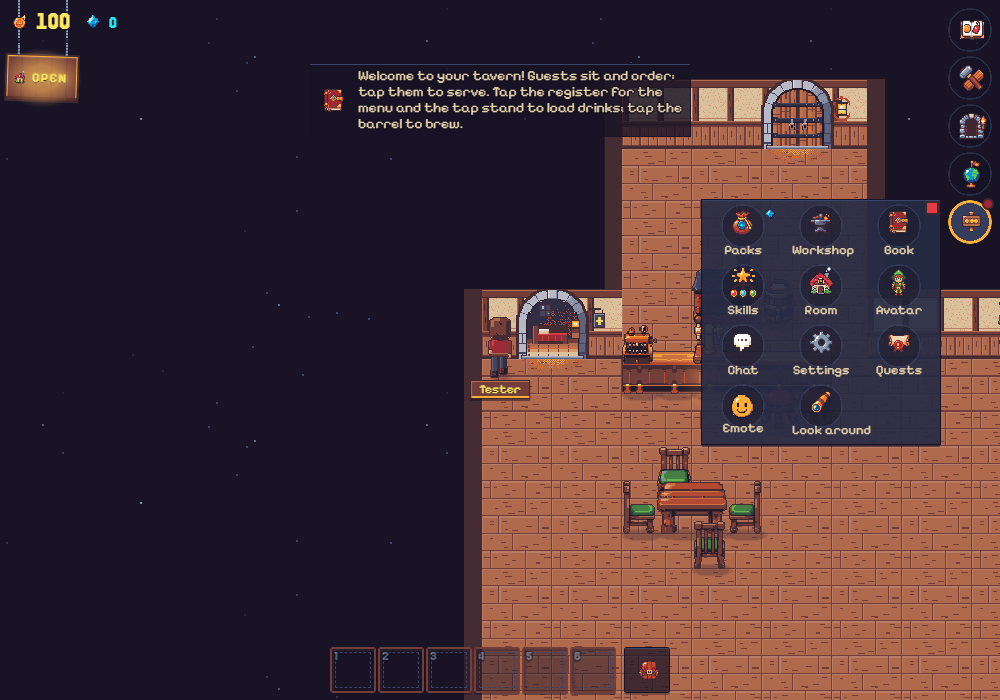 100
0
OPEN
Welcome to your tavern! Guests sit and order:
tap them to serve. Tap the register for the
menu and the tap stand to load drinks: tap the
barrel to brew.
Packs
Workshop
Book
Skills
Room
Avatar
Chat
Settings
Quests
Emote
Look around
Tester
1
2
3
4
5
6